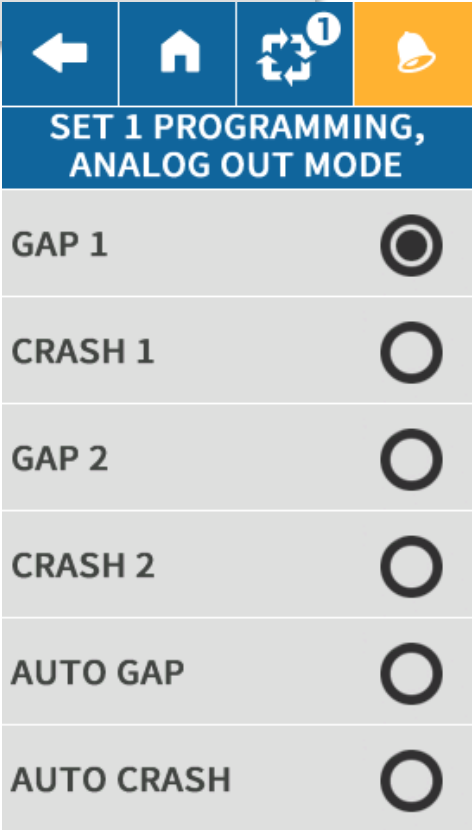 1
SET 1 PROGRAMMING,
ANALOG OUT MODE
GAP 1
CRASH 1
GAP 2
CRASH 2
AUTO GAP
AUTO CRASH